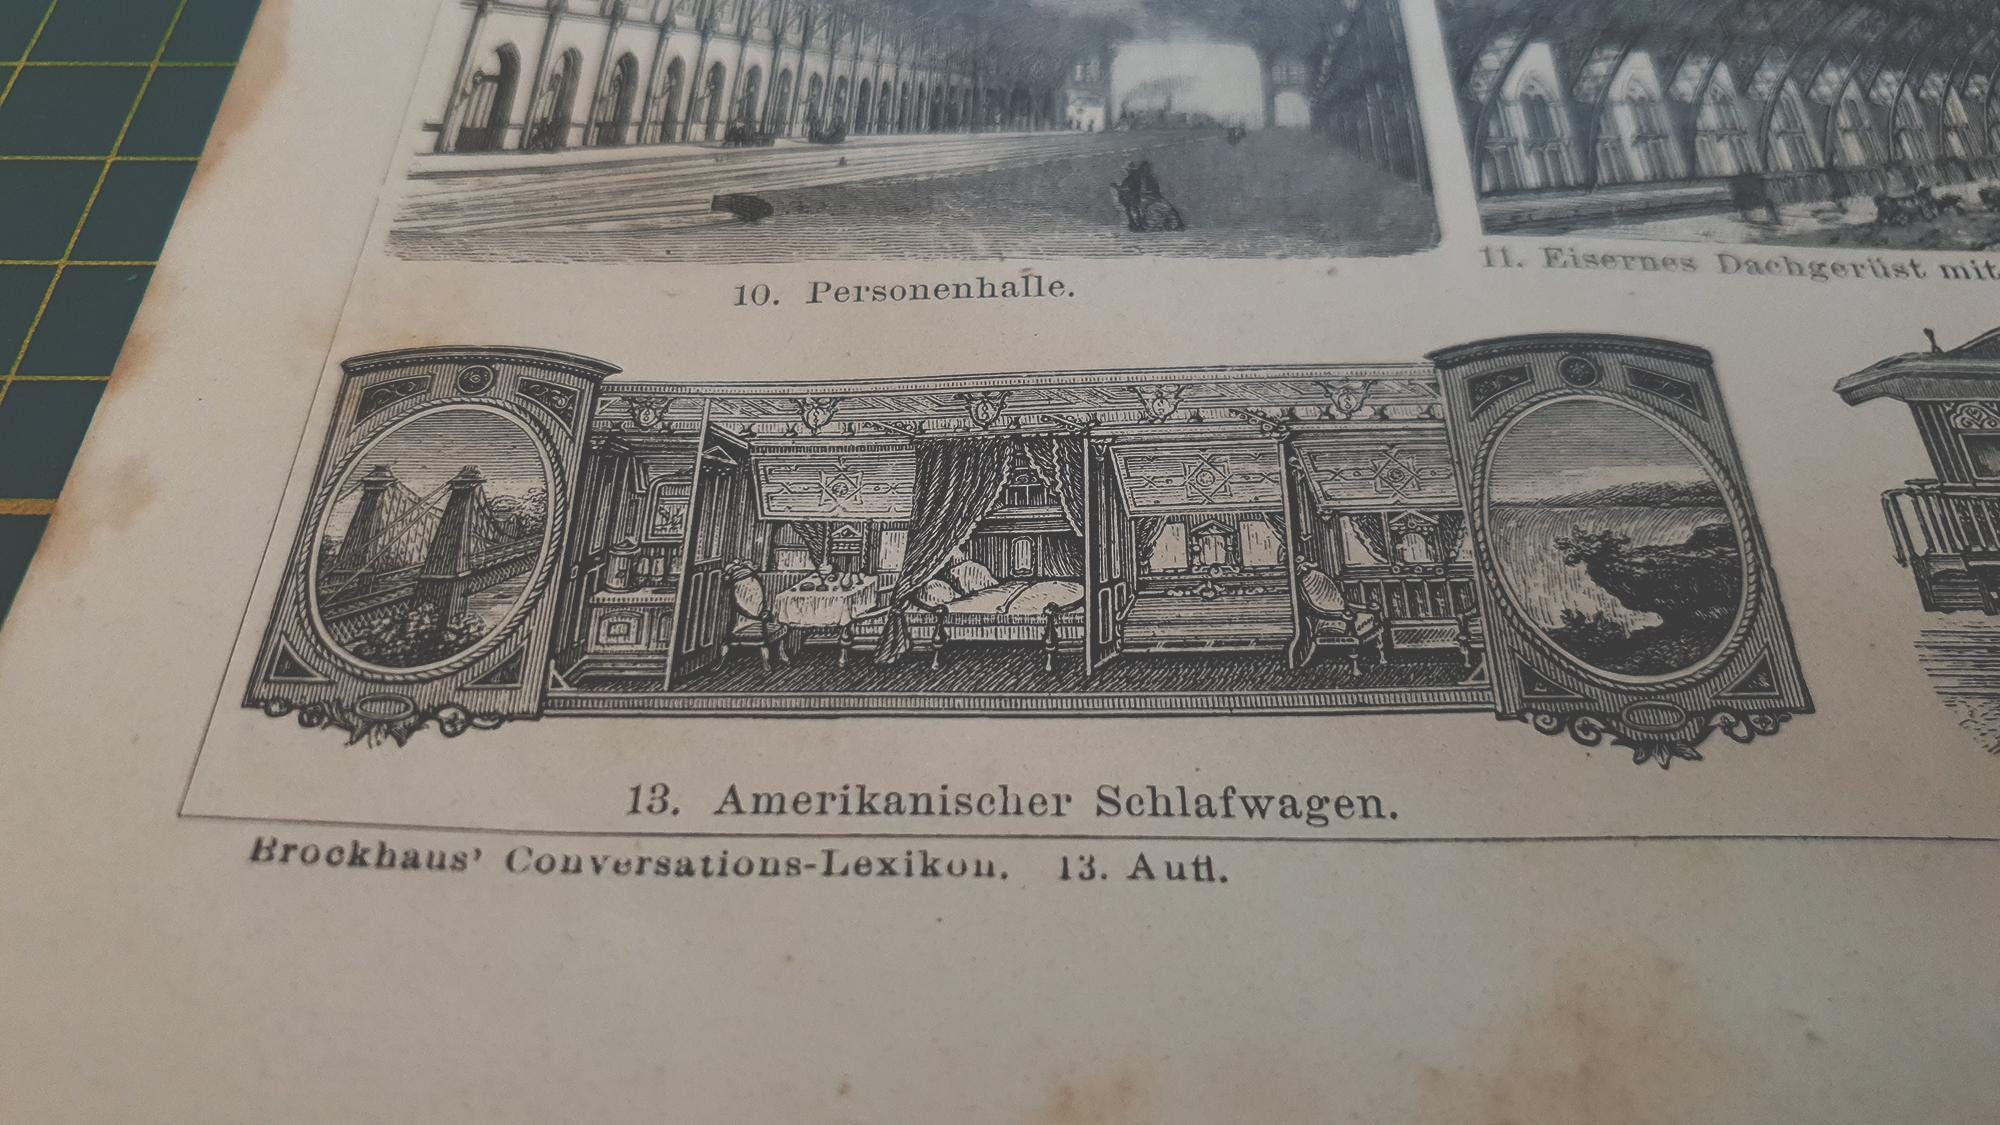 10. Personenhalle.
11. Eisernes Dachgerüst mit
13. Amerikanischer Schlafwagen.
Brockhaus' Conversations-Lexikon. 13. Aufl.